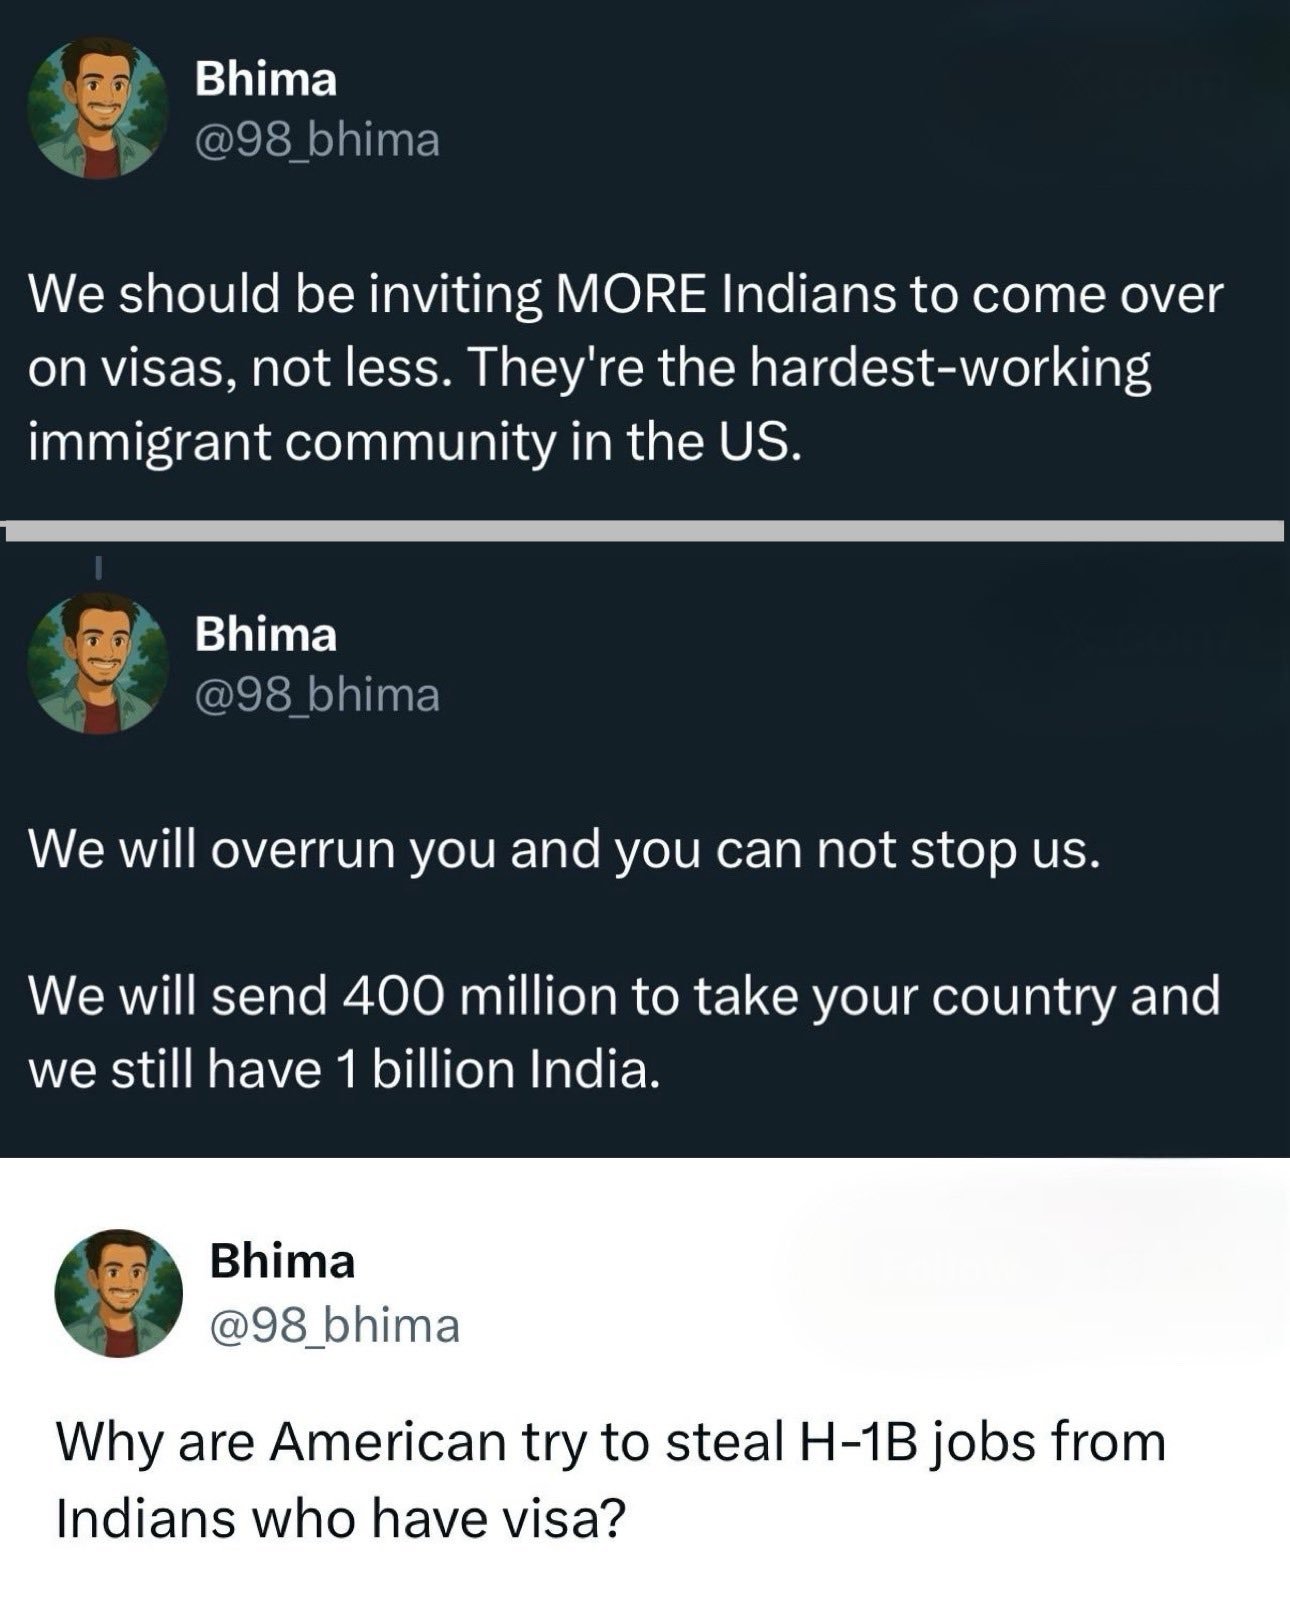 Bhima
@98_bhima
We should be inviting MORE Indians to come over
on visas, not less. They're the hardest-working
immigrant community in the US.
Bhima
@98_bhima
We will overrun you and you can not stop us.
We will send 400 million to take your country and
we still have 1 billion India.
Bhima
@98_bhima
Why are American try to steal H-1B jobs from
Indians who have visa?